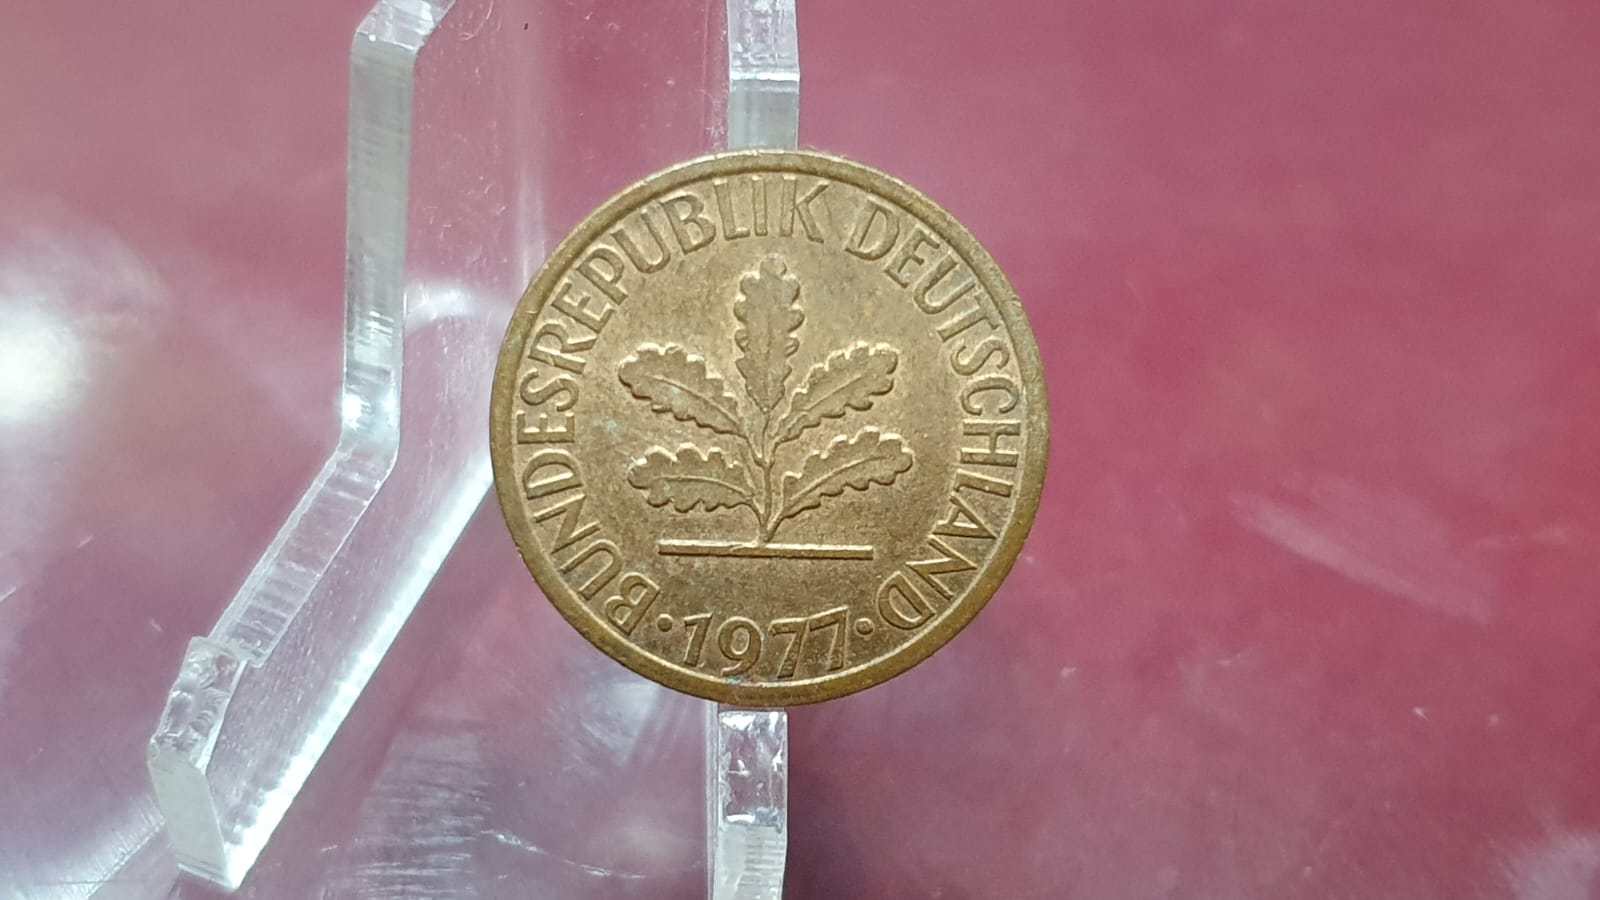 BUNDESREPUBLIK DEUTSCHLAND
·1977·